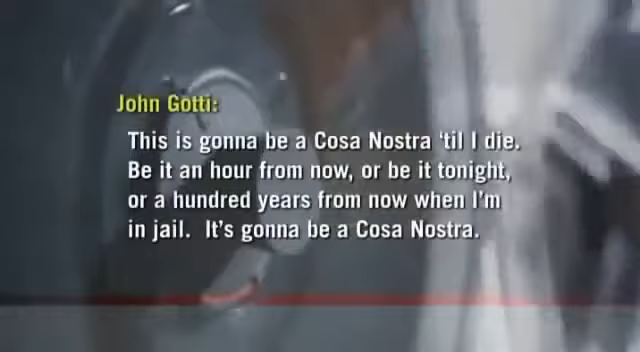 John Gotti:
This is gonna be a Cosa Nostra ‘til I die.
Be it an hour from now, or be it tonight,
or a hundred years from now when I’m
in jail.  It’s gonna be a Cosa Nostra.